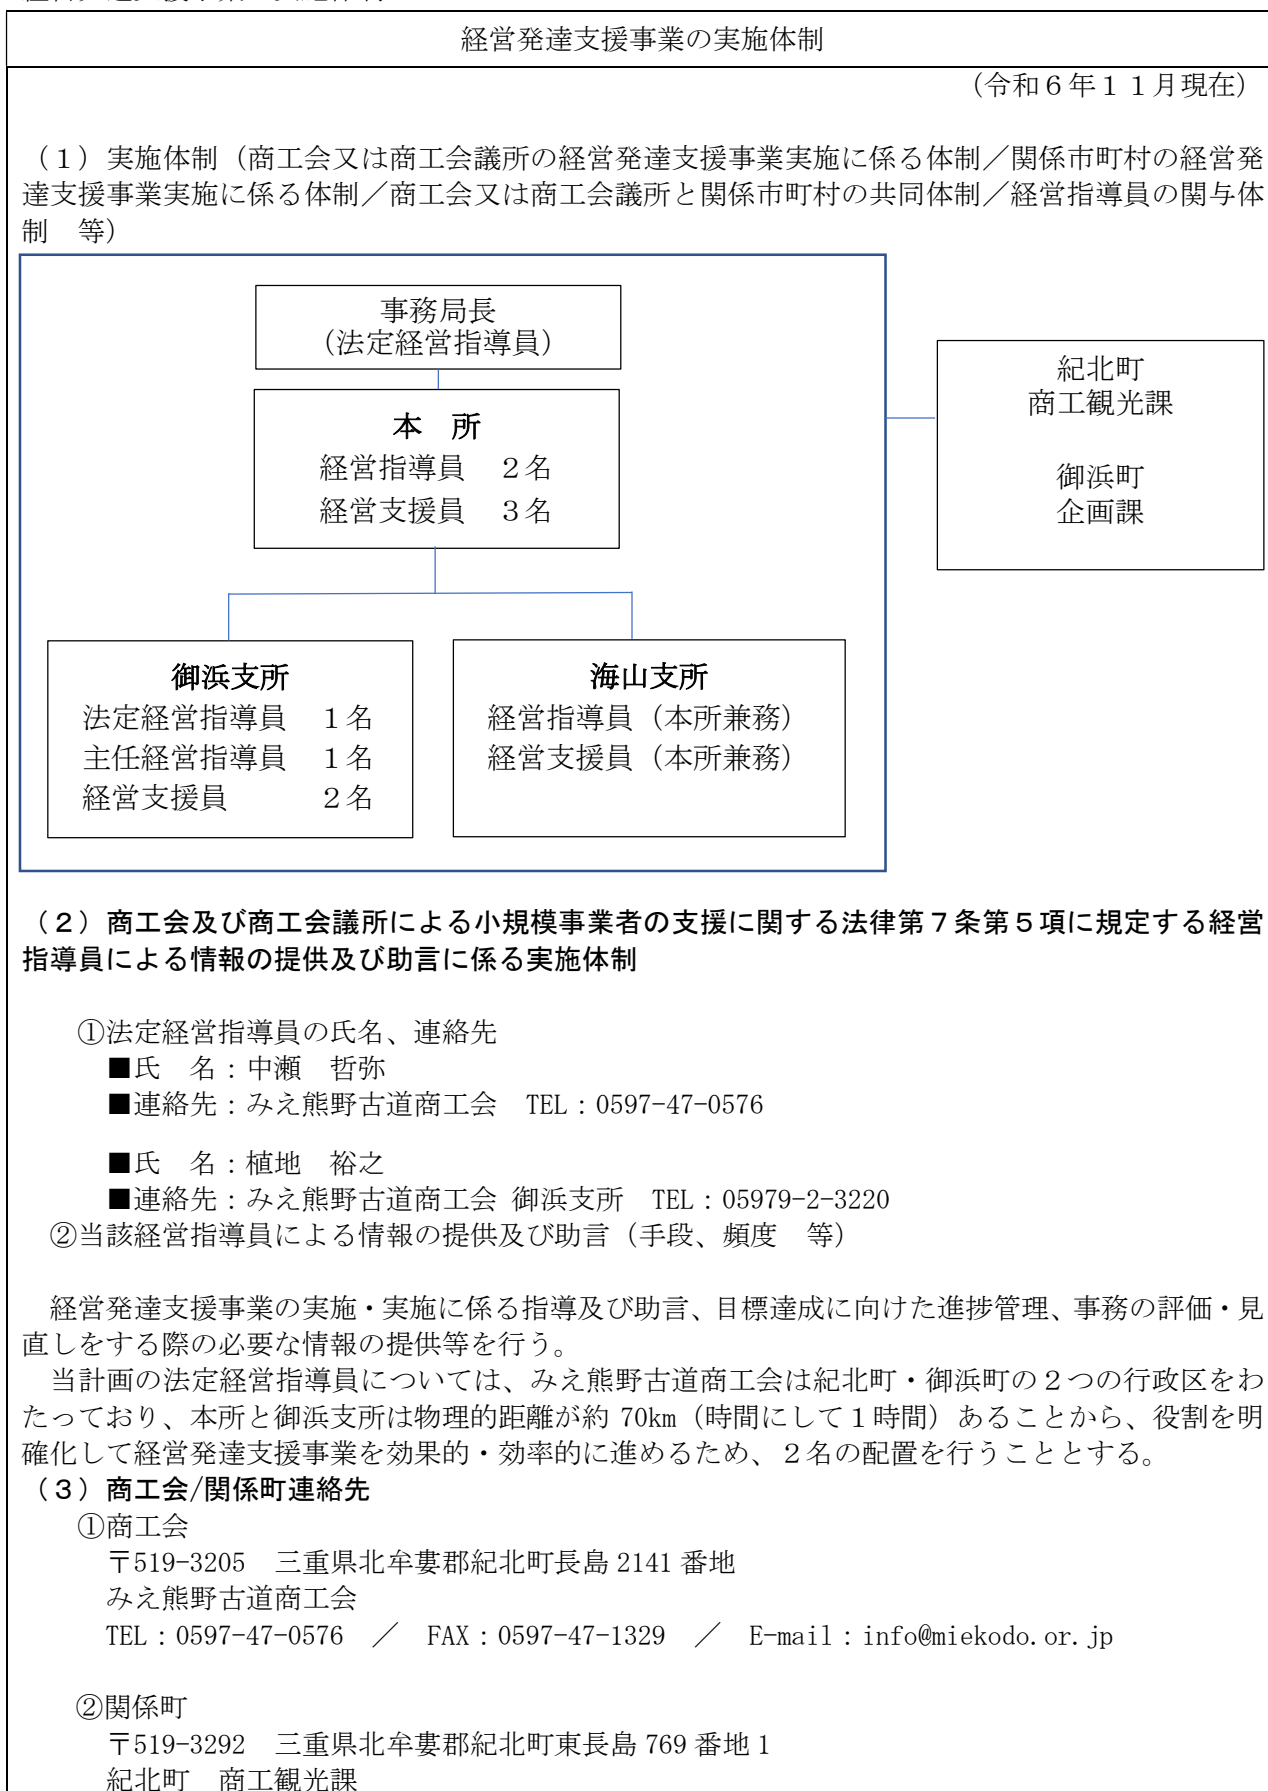 経営発達支援事業の実施体制
(令和6年11月現在)
(1)実施体制(商工会又は商工会議所の経営発達支援事業実施に係る体制/関係市町村の経営発
達支援事業実施に係る体制/商工会又は商工会議所と関係市町村の共同体制/経営指導員の関与体
制 等)
事務局長
(法定経営指導員)
本 所
経営指導員 2名
経営支援員 3名
紀北町
商工観光課
御浜町
企画課
御浜支所
法定経営指導員 1名
主任経営指導員 1名
経営支援員 2名
海山支所
経営指導員(本所兼務)
経営支援員(本所兼務)
(2)商工会及び商工会議所による小規模事業者の支援に関する法律第7条第5項に規定する経営
指導員による情報の提供及び助言に係る実施体制
①法定経営指導員の氏名、連絡先
■氏 名:中瀬 哲弥
■連絡先:みえ熊野古道商工会 TEL:0597-47-0576
■氏 名:植地 裕之
■連絡先:みえ熊野古道商工会 御浜支所 TEL:05979-2-3220
②当該経営指導員による情報の提供及び助言(手段、頻度 等)
経営発達支援事業の実施・実施に係る指導及び助言、目標達成に向けた進捗管理、事務の評価・見
直しをする際の必要な情報の提供等を行う。
当計画の法定経営指導員については、みえ熊野古道商工会は紀北町・御浜町の2つの行政区をわ
たっており、本所と御浜支所は物理的距離が約 70km(時間にして1時間)あることから、役割を明
確化して経営発達支援事業を効果的・効率的に進めるため、2名の配置を行うこととする。
(3)商工会/関係町連絡先
①商工会
〒519-3205 三重県北牟婁郡紀北町長島 2141 番地
みえ熊野古道商工会
TEL:0597-47-0576 / FAX:0597-47-1329 / E-mail:info@miekodo.or.jp
②関係町
〒519-3292 三重県北牟婁郡紀北町東長島 769 番地 1
紀北町 商工観光課